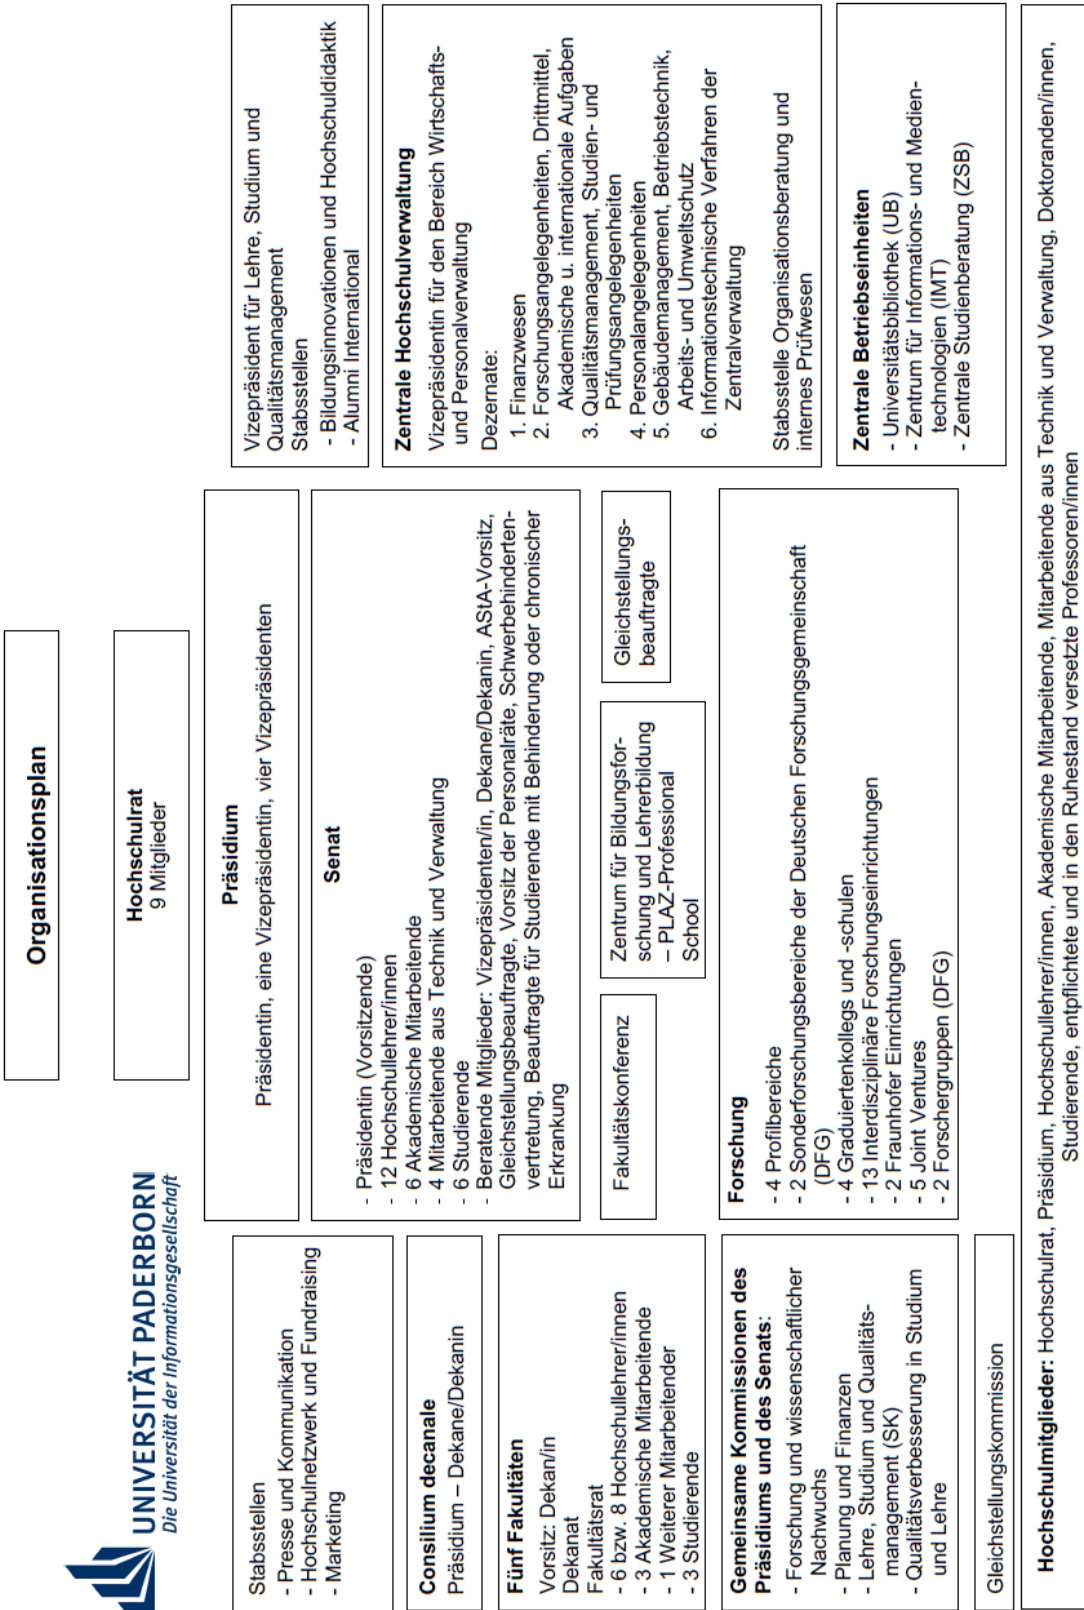 UNIVERSITÄT PADERBORN
Die Universität der Informationsgesellschaft
Organisationsplan
Hochschulrat
9 Mitglieder
Präsidium
Präsidentin, eine Vizepräsidentin, vier Vizepräsidenten
Stabsstellen
- Presse und Kommunikation
- Hochschulnetzwerk und Fundraising
- Marketing
Consilium decanale
Präsidium – Dekane/Dekanin
Fünf Fakultäten
Vorsitz: Dekan/in
Dekanat
Fakultätsrat
- 6 bzw. 8 Hochschullehrer/innen
- 3 Akademische Mitarbeitende
- 1 Weiterer Mitarbeitender
- 3 Studierende
Gemeinsame Kommissionen des
Präsidiums und des Senats:
- Forschung und wissenschaftlicher
Nachwuchs
- Planung und Finanzen
- Lehre, Studium und Qualitäts-
management (SK)
- Qualitätsverbesserung in Studium
und Lehre
Gleichstellungskommission
Senat
- Präsidentin (Vorsitzende)
- 12 Hochschullehrer/innen
- 6 Akademische Mitarbeitende
- 4 Mitarbeitende aus Technik und Verwaltung
- 6 Studierende
- Beratende Mitglieder: Vizepräsidenten/in, Dekane/Dekanin, AStA-Vorsitz,
Gleichstellungsbeauftragte, Vorsitz der Personalräte, Schwerbehinderten-
vertretung, Beauftragte für Studierende mit Behinderung oder chronischer
Erkrankung
Fakultätskonferenz
Zentrum für Bildungsfor-
schung und Lehrerbildung
– PLAZ-Professional
School
Gleichstellungs-
beauftragte
Forschung
- 4 Profilbereiche
- 2 Sonderforschungsbereiche der Deutschen Forschungsgemeinschaft
(DFG)
- 4 Graduiertenkollegs und -schulen
- 13 Interdisziplinäre Forschungseinrichtungen
- 2 Fraunhofer Einrichtungen
- 5 Joint Ventures
- 2 Forschergruppen (DFG)
Vizepräsident für Lehre, Studium und
Qualitätsmanagement
Stabsstellen
- Bildungsinnovationen und Hochschuldidaktik
- Alumni International
Zentrale Hochschulverwaltung
Vizepräsidentin für den Bereich Wirtschafts-
und Personalverwaltung
Dezernate:
1. Finanzwesen
2. Forschungsangelegenheiten, Drittmittel,
Akademische u. internationale Aufgaben
3. Qualitätsmanagement, Studien- und
Prüfungsangelegenheiten
4. Personalangelegenheiten
5. Gebäudemanagement, Betriebstechnik,
Arbeits- und Umweltschutz
6. Informationstechnische Verfahren der
Zentralverwaltung
Stabsstelle Organisationsberatung und
internes Prüfwesen
Zentrale Betriebseinheiten
- Universitätsbibliothek (UB)
- Zentrum für Informations- und Medien-
technologien (IMT)
- Zentrale Studienberatung (ZSB)
Hochschulmitglieder: Hochschulrat, Präsidium, Hochschullehrer/innen, Akademische Mitarbeitende, Mitarbeitende aus Technik und Verwaltung, Doktoranden/innen,
Studierende, entpflichtete und in den Ruhestand versetzte Professoren/innen